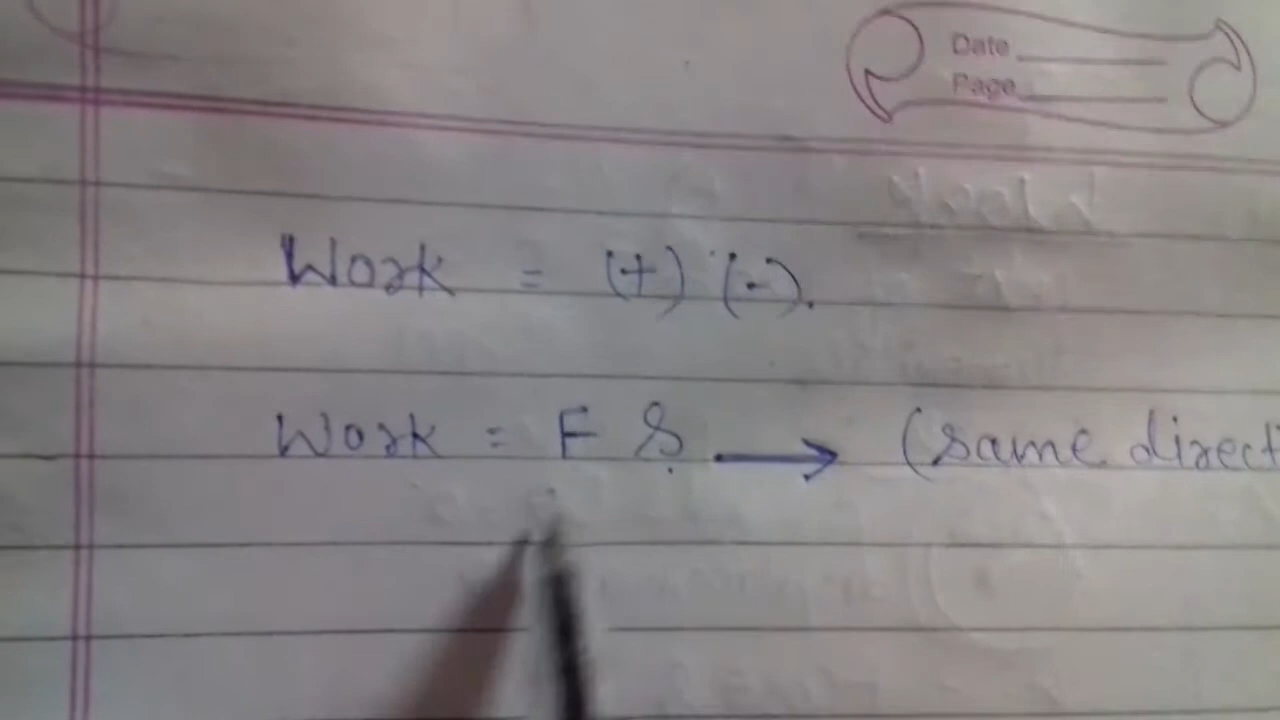 Date
Page
Work = (+) (-).
Work = F S → (same direct